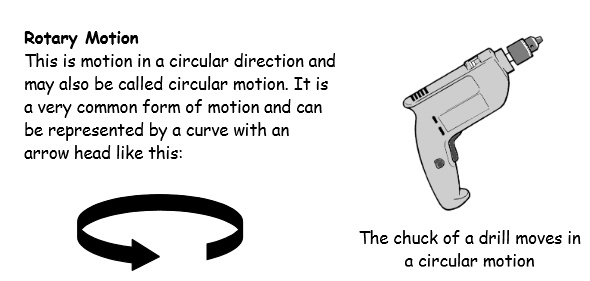 Rotary Motion
This is motion in a circular direction and
may also be called circular motion. It is
a very common form of motion and can
be represented by a curve with an
arrow head like this:
The chuck of a drill moves in
a circular motion